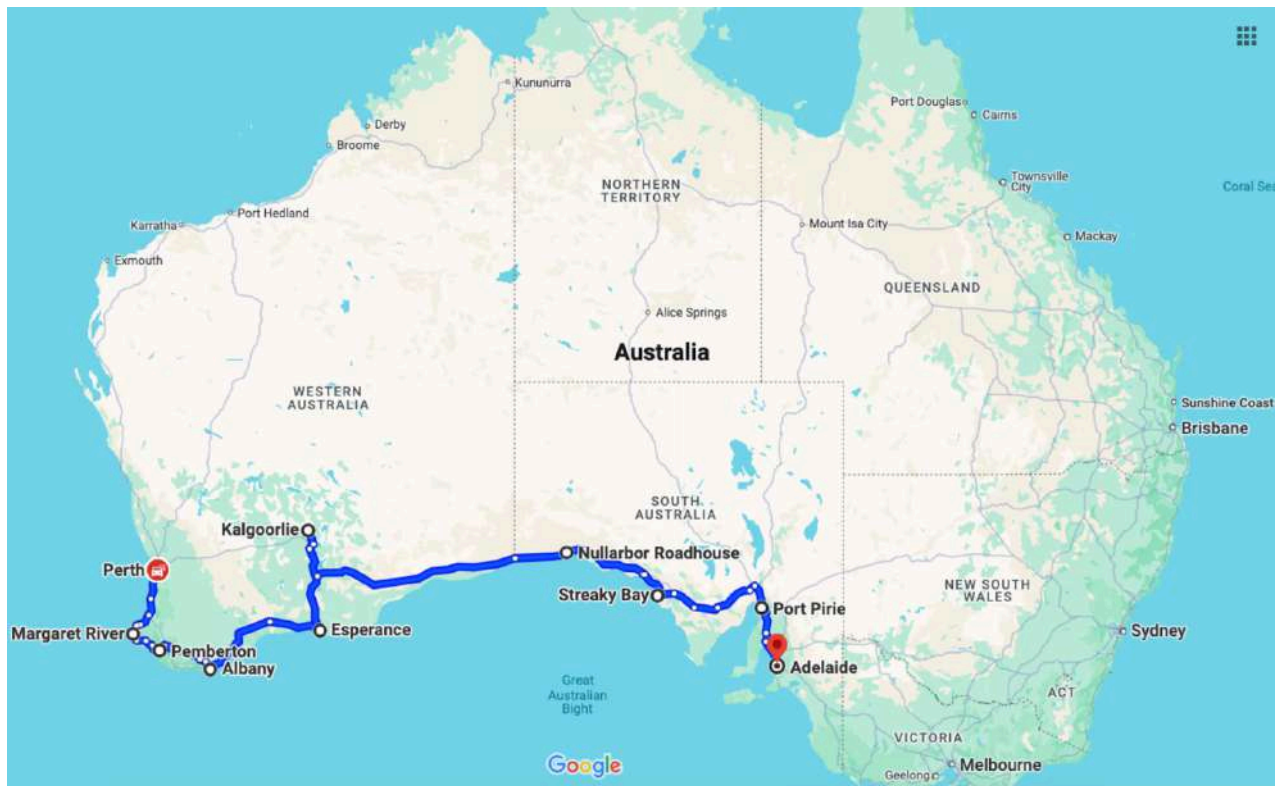 Kununurra
Port Douglas
Cairns
Derby
Broome
Townsville
City
NORTHERN
TERRITORY
Coral Sea
Port Hedland
Karratha
Mount Isa City
Mackay
Exmouth
QUEENSLAND
Alice Springs
Australia
WESTERN
AUSTRALIA
Sunshine Coast
Brisbane
SOUTH
AUSTRALIA
Kalgoorlie
Nullarbor Roadhouse
Perth
NEW SOUTH
WALES
Streaky Bay
Port Pirie
Margaret River
Esperance
Sydney
Pemberton
Albany
Adelaide
Great
Australian
Bight
ACT
VICTORIA
Google
Melbourne
Geelong